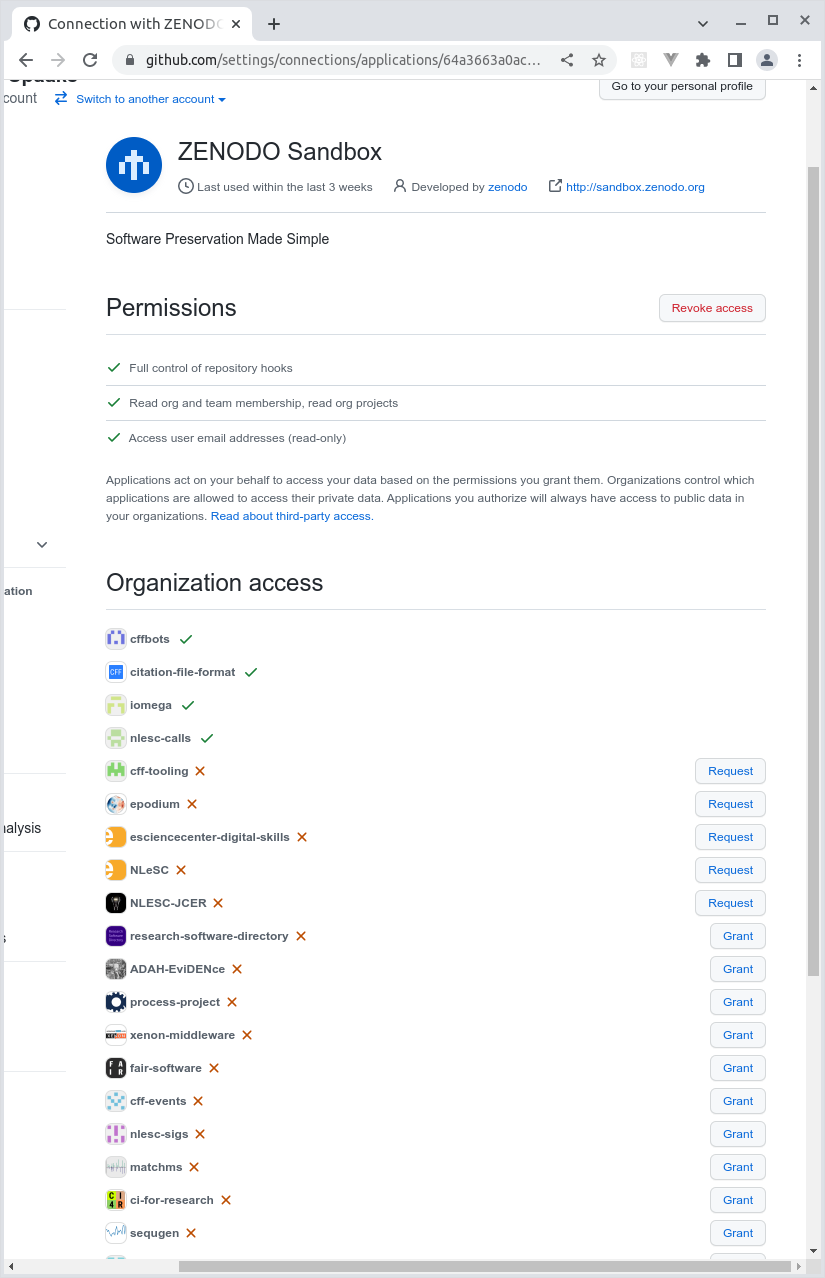 Connection with ZENODO
github.com/settings/connections/applications/64a3663a0ac...
count
Switch to another account
Go to your personal profile
ZENODO Sandbox
Last used within the last 3 weeks Developed by zenodo http://sandbox.zenodo.org
Software Preservation Made Simple
Permissions
Revoke access
Full control of repository hooks
Read org and team membership, read org projects
Access user email addresses (read-only)
Applications act on your behalf to access your data based on the permissions you grant them. Organizations control which
applications are allowed to access their private data. Applications you authorize will always have access to public data in
your organizations. Read about third-party access.
ation
Organization access
cffbots
CFF citation-file-format
iomega
nlesc-calls
cff-tooling Request
epodium Request
nalysis
esciencecenter-digital-skills Request
NLeSC Request
NLESC-JCER Request
s
research-software-directory Grant
ADAH-EviDENce Grant
process-project Grant
xenon-middleware Grant
FAIR fair-software Grant
cff-events Grant
nlesc-sigs Grant
matchms Grant
CI4R ci-for-research Grant
sequgen Grant